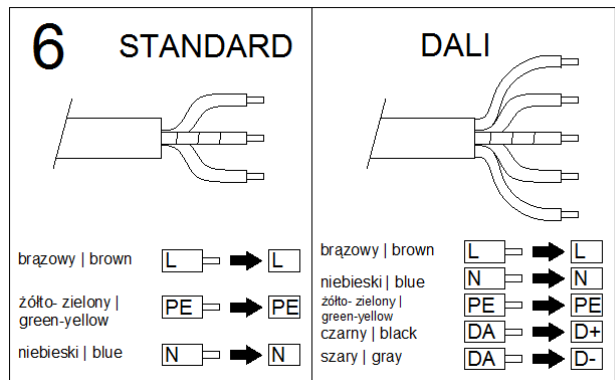 6 STANDARD
brązowy | brown L L
żółto- zielony |
green-yellow PE PE
niebieski | blue N N
DALI
brązowy | brown L L
niebieski | blue N N
żółto- zielony |
green-yellow PE PE
czarny | black DA D+
szary | gray DA D-